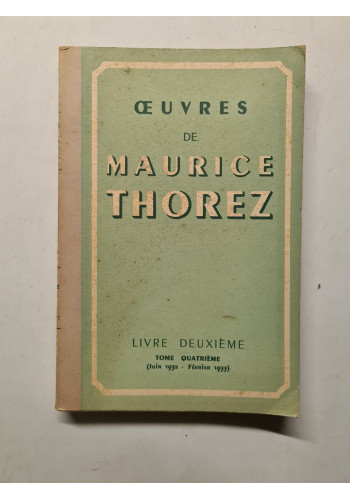 ŒUVRES
DE
MAURICE
THOREZ
LIVRE DEUXIÈME
TOME QUATRIÈME
(Juin 1932 - Février 1933)